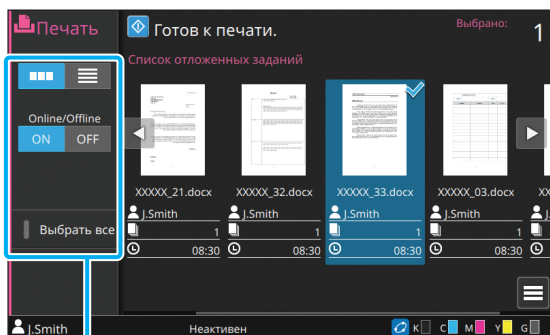 Печать
Готов к печати.
Выбрано:
1
Список отложенных заданий
Online/Offline
ON OFF
Выбрать все
XXXXX_21.docx XXXXX_32.docx XXXXX_33.docx XXXXX_03.docx XX
J.Smith J.Smith J.Smith J.Smith J.
1 1 1 1
08:30 08:30 08:30 08:30
J.Smith Неактивен K C M Y G